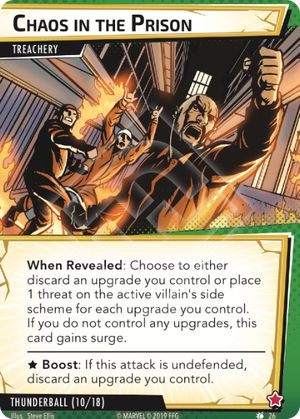 CHAOS IN THE PRISON
TREACHERY
When Revealed: Choose to either
discard an upgrade you control or place
1 threat on the active villain's side
scheme for each upgrade you control.
If you do not control any upgrades, this
card gains surge.
★ Boost: If this attack is undefended,
discard an upgrade you control.
THUNDERBALL (10/18)
Illus. Steve Ellis
© MARVEL © 2019 FFG
26